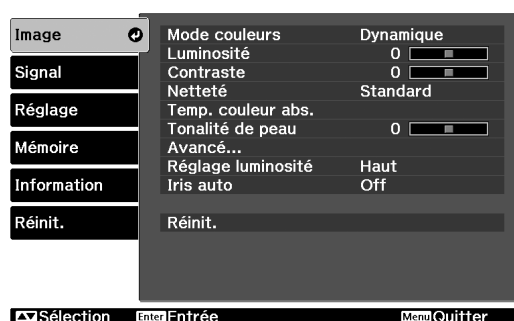 Image
Signal
Réglage
Mémoire
Information
Réinit.
Mode couleurs Dynamique
Luminosité 0
Contraste 0
Netteté Standard
Temp. couleur abs.
Tonalité de peau 0
Avancé...
Réglage luminosité Haut
Iris auto Off
Réinit.
Sélection Enter Entrée Menu Quitter